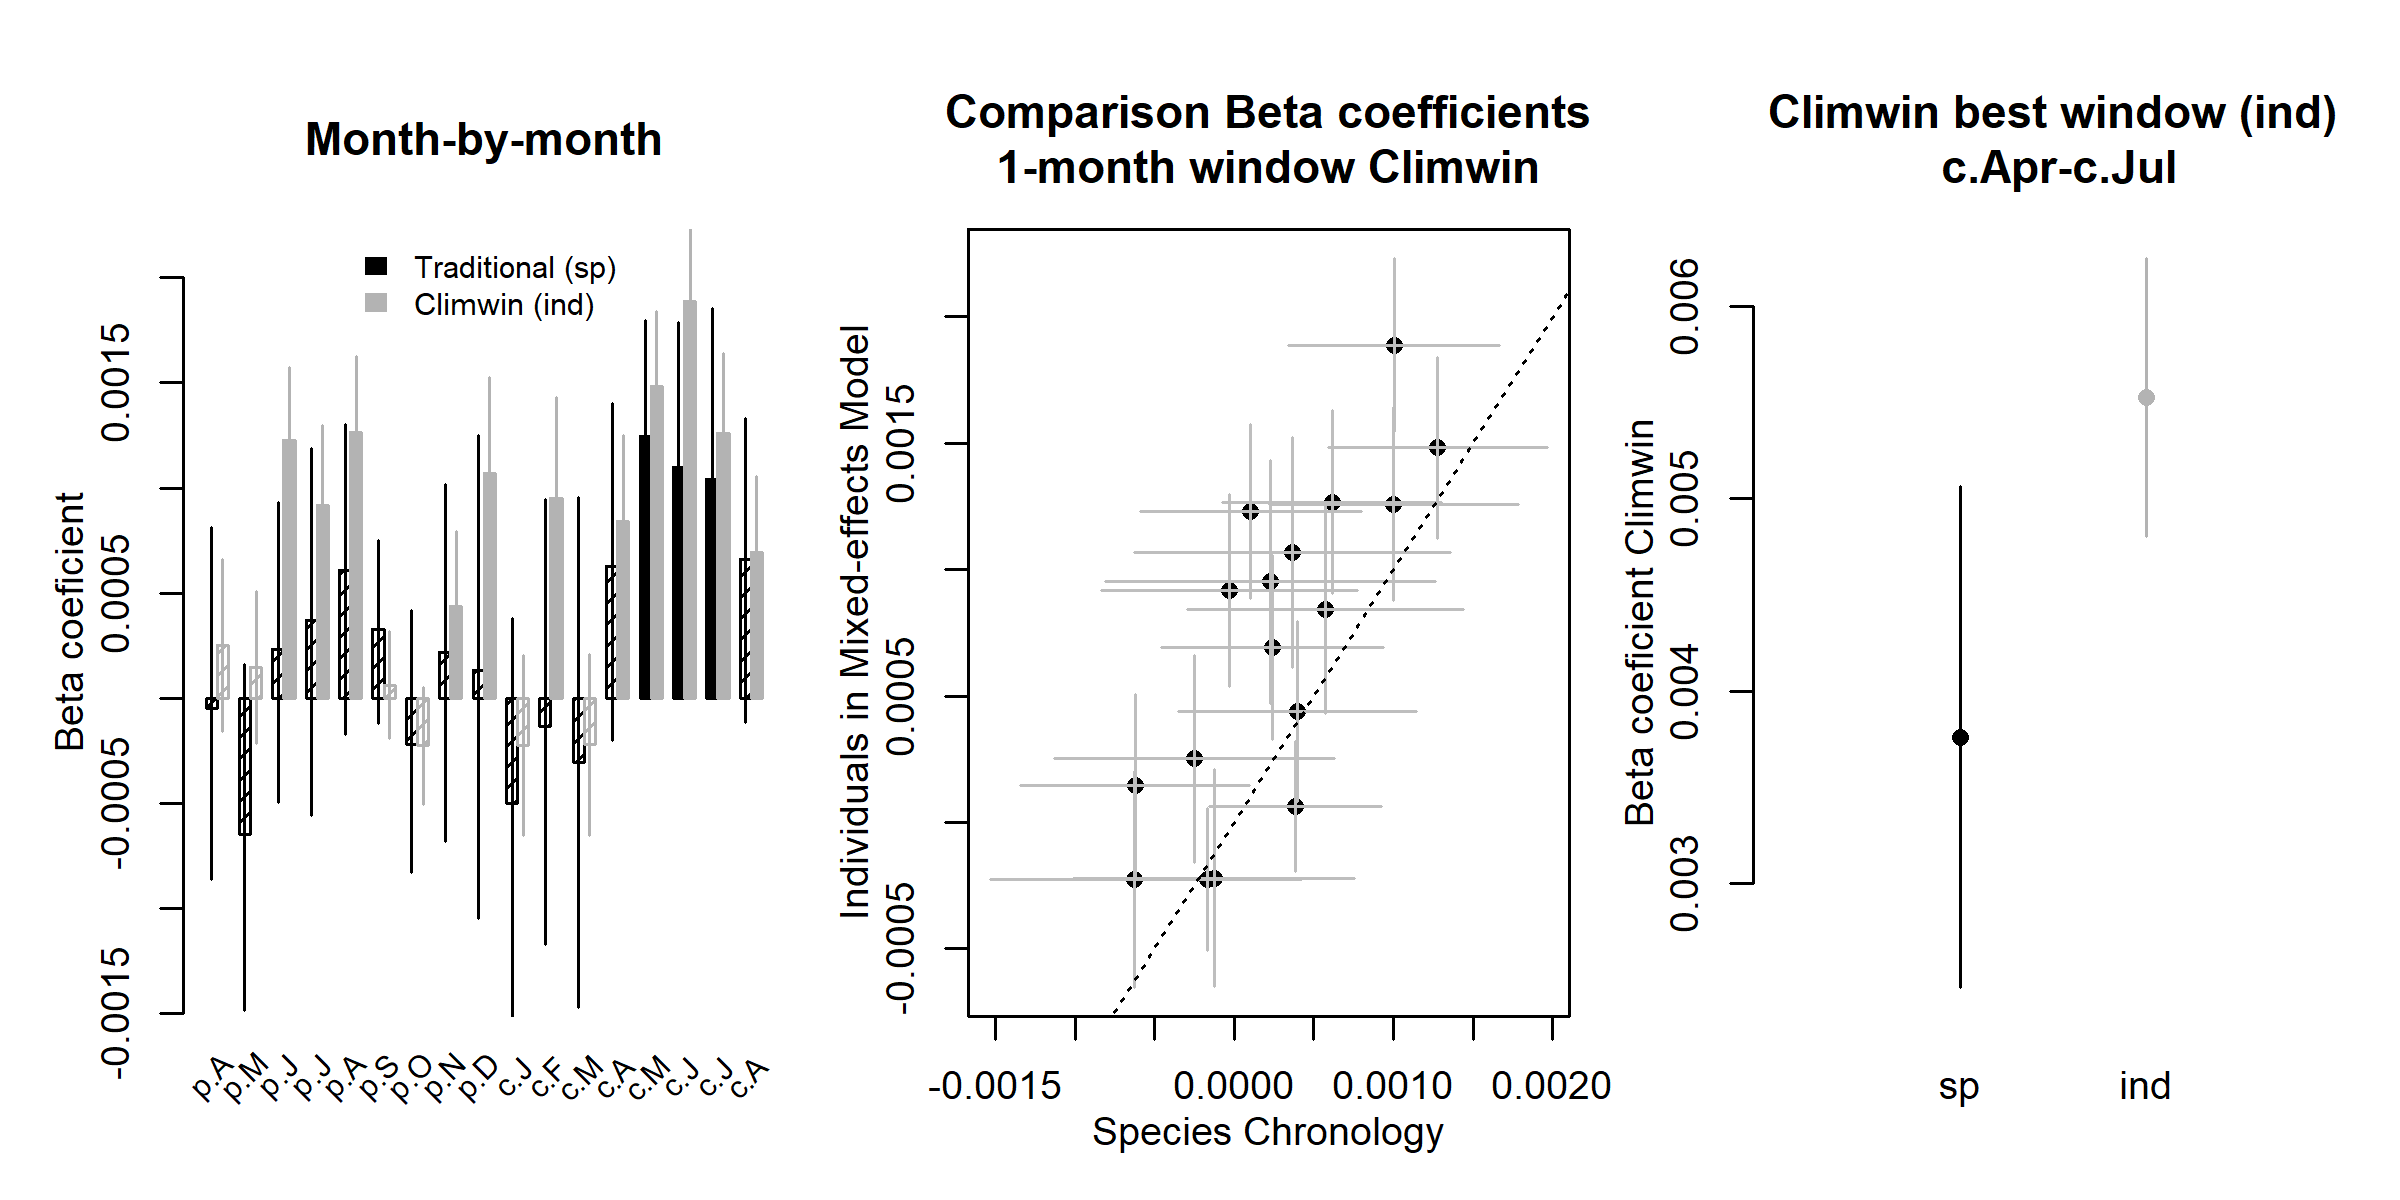 Month-by-month
Traditional (sp)
Climwin (ind)
Beta coeficient
0.0015
0.0005
-0.0005
-0.0015
p.A
p.M
p.J
p.J
p.A
p.S
p.O
p.N
p.D
c.J
c.F
c.M
c.A
c.M
c.J
c.J
c.A
Comparison Beta coefficients
1-month window Climwin
Individuals in Mixed-effects Model
0.0015
0.0005
-0.0005
-0.0015
0.0000
0.0010
0.0020
Species Chronology
Climwin best window (ind)
c.Apr-c.Jul
Beta coeficient Climwin
0.006
0.005
0.004
0.003
sp
ind